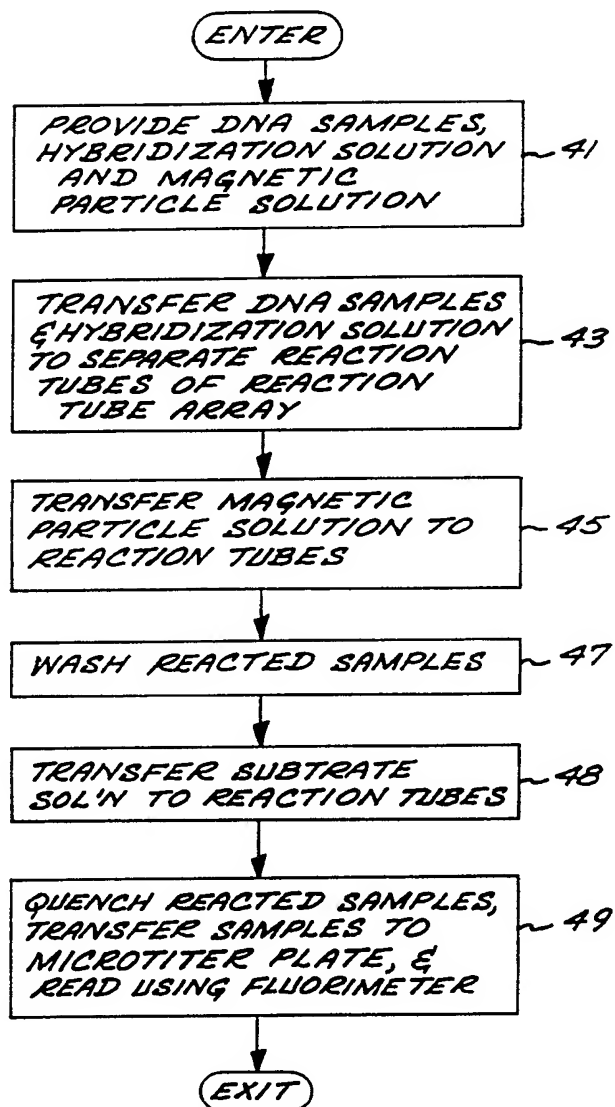 ENTER
PROVIDE DNA SAMPLES,
HYBRIDIZATION SOLUTION
AND MAGNETIC
PARTICLE SOLUTION
41
TRANSFER DNA SAMPLES
& HYBRIDIZATION SOLUTION
TO SEPARATE REACTION
TUBES OF REACTION
TUBE ARRAY
43
TRANSFER MAGNETIC
PARTICLE SOLUTION TO
REACTION TUBES
45
WASH REACTED SAMPLES
47
TRANSFER SUBTRATE
SOL'N TO REACTION TUBES
48
QUENCH REACTED SAMPLES,
TRANSFER SAMPLES TO
MICROTITER PLATE, &
READ USING FLUORIMETER
49
EXIT